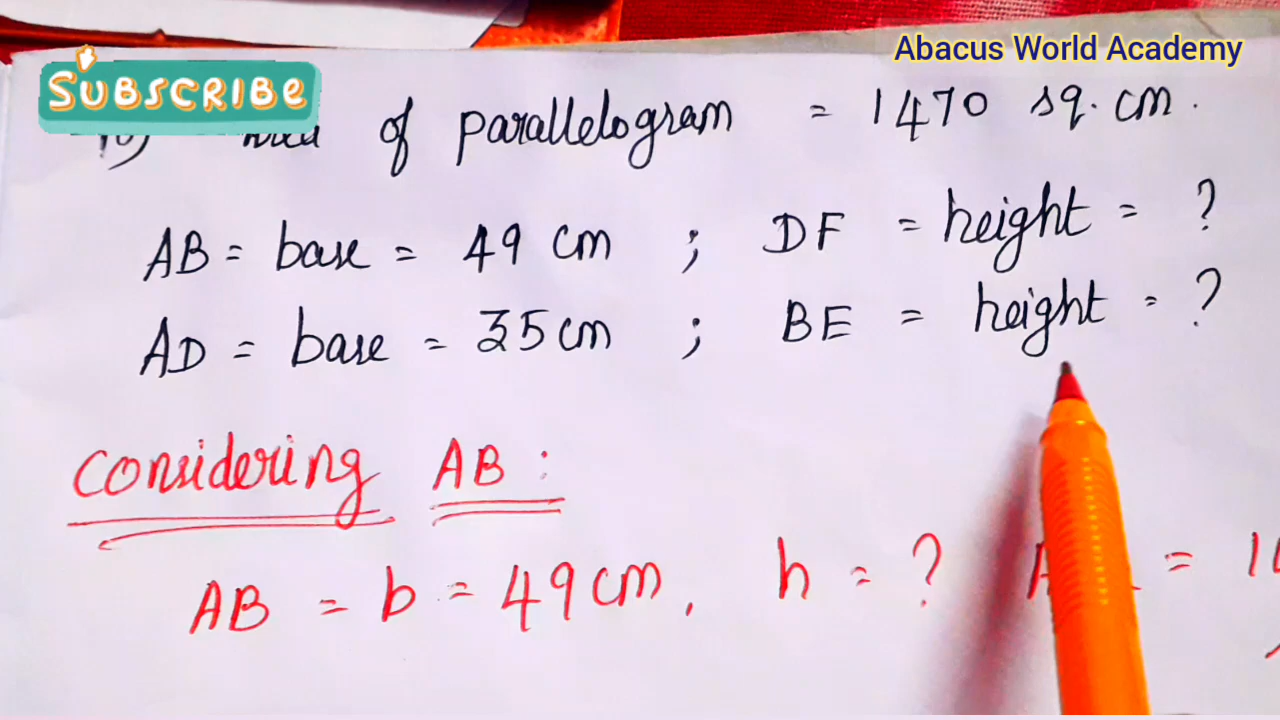 Abacus World Academy
SUBSCRIBE
of parallelogram = 1470 sq. cm.
AB = base = 49 cm ; DF = height = ?
AD = base = 35 cm ; BE = height = ?
Considering AB :
AB = b = 49 cm, h = ? =